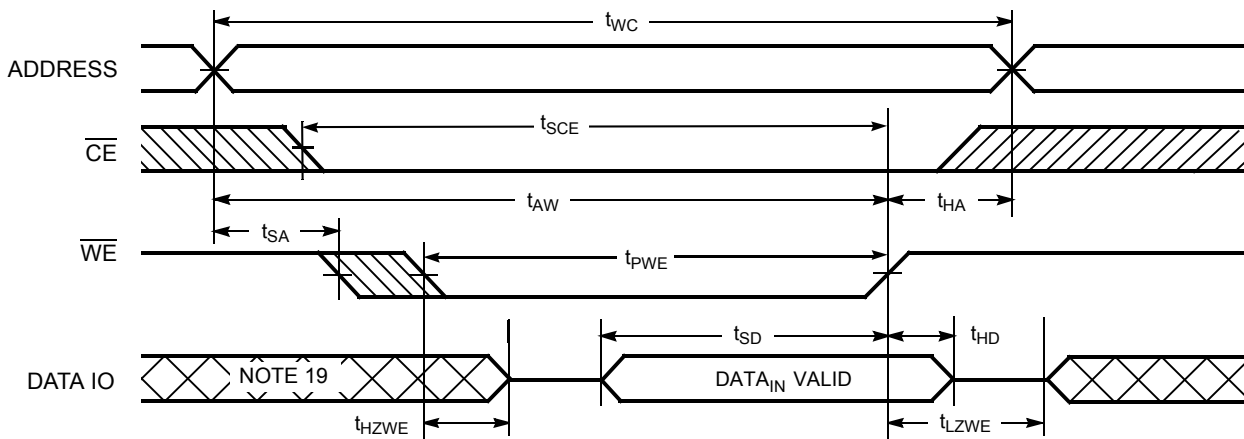 tWC
ADDRESS
tSCE
CE
tAW
tHA
tSA
WE
tPWE
tSD
tHD
DATA IO
NOTE 19
DATAIN VALID
tHZWE
tLZWE